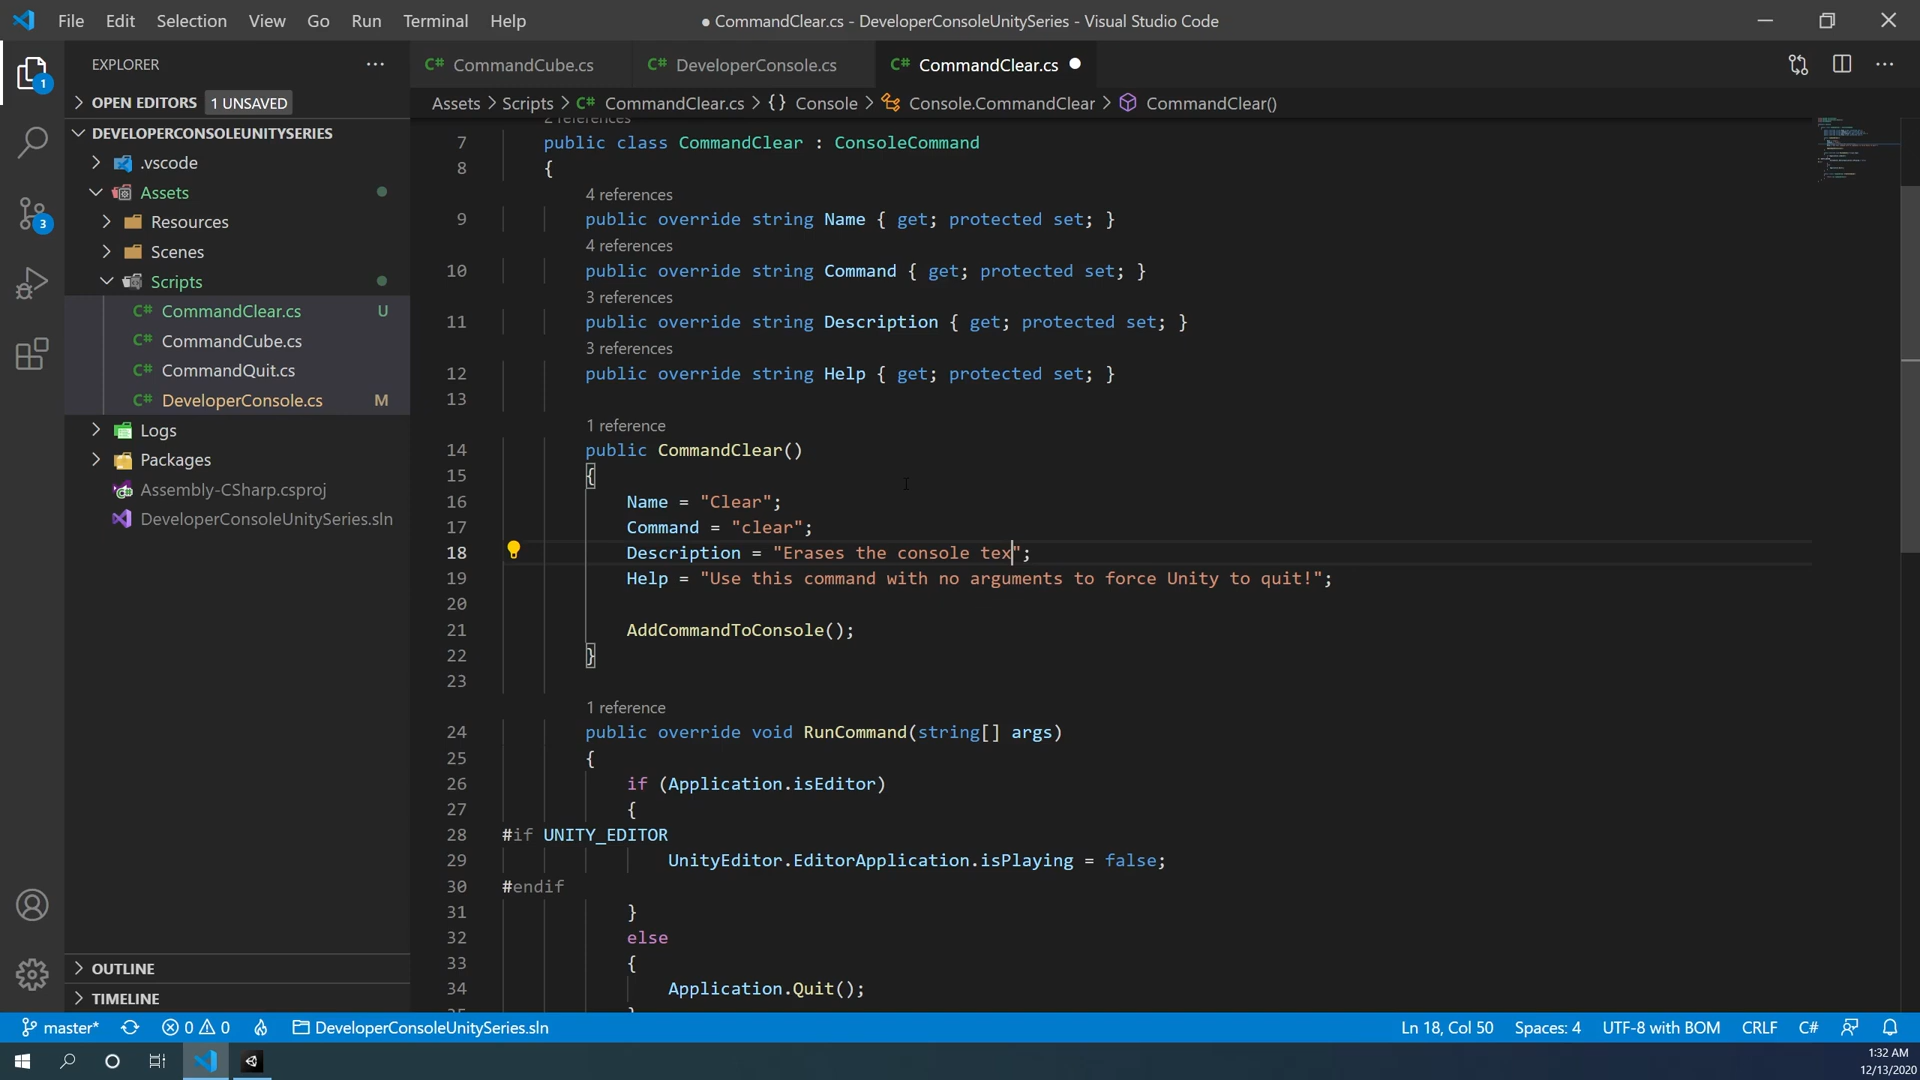 File Edit Selection View Go Run Terminal Help
● CommandClear.cs - DeveloperConsoleUnitySeries - Visual Studio Code
EXPLORER
OPEN EDITORS 1 UNSAVED
DEVELOPERCONSOLEUNITYSERIES
.vscode
Assets
Resources
Scenes
Scripts
C# CommandClear.cs U
C# CommandCube.cs
C# CommandQuit.cs
C# DeveloperConsole.cs M
Logs
Packages
Assembly-CSharp.csproj
DeveloperConsoleUnitySeries.sln
OUTLINE
TIMELINE
1
3
C# CommandCube.cs C# DeveloperConsole.cs C# CommandClear.cs ●
Assets > Scripts > C# CommandClear.cs > {} Console > Console.CommandClear > CommandClear()
2 references
7 public class CommandClear : ConsoleCommand
8 {
4 references
9 public override string Name { get; protected set; }
4 references
10 public override string Command { get; protected set; }
3 references
11 public override string Description { get; protected set; }
3 references
12 public override string Help { get; protected set; }
13
1 reference
14 public CommandClear()
15 {
16 Name = "Clear";
17 Command = "clear";
18 Description = "Erases the console tex";
19 Help = "Use this command with no arguments to force Unity to quit!";
20
21 AddCommandToConsole();
22 }
23
1 reference
24 public override void RunCommand(string[] args)
25 {
26 if (Application.isEditor)
27 {
28 #if UNITY_EDITOR
29 UnityEditor.EditorApplication.isPlaying = false;
30 #endif
31 }
32 else
33 {
34 Application.Quit();
35 }
master* 0 0 DeveloperConsoleUnitySeries.sln Ln 18, Col 50 Spaces: 4 UTF-8 with BOM CRLF C#
1:32 AM
12/13/2020